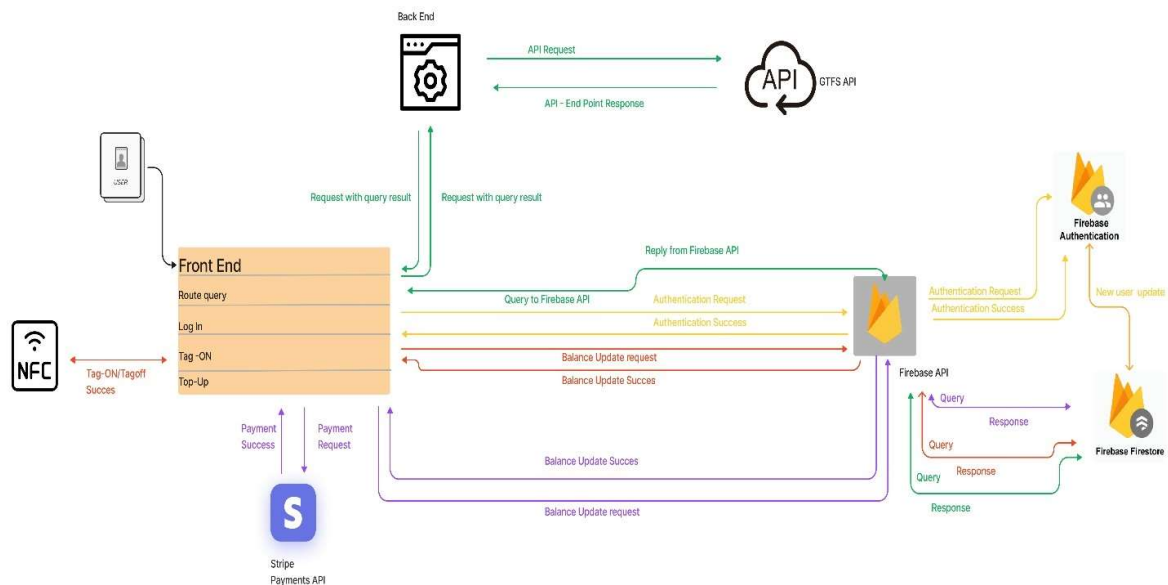 Back End
API Request
API
GTFS API
API - End Point Response
USER
Request with query result
Request with query result
Firebase
Authentication
Front End
Reply from Firebase API
Route query
Query to Firebase API
Authentication Request
Authentication Request
New user update
Log In
Authentication Success
Authentication Success
NFC
Tag-ON/Tagoff
Succes
Tag -ON
Balance Update request
Top-Up
Balance Update Succes
Firebase API
Query
Response
Payment
Success
Payment
Request
Query
Firebase Firestore
Balance Update Succes
Response
Query
Response
S
Balance Update request
Stripe
Payments API